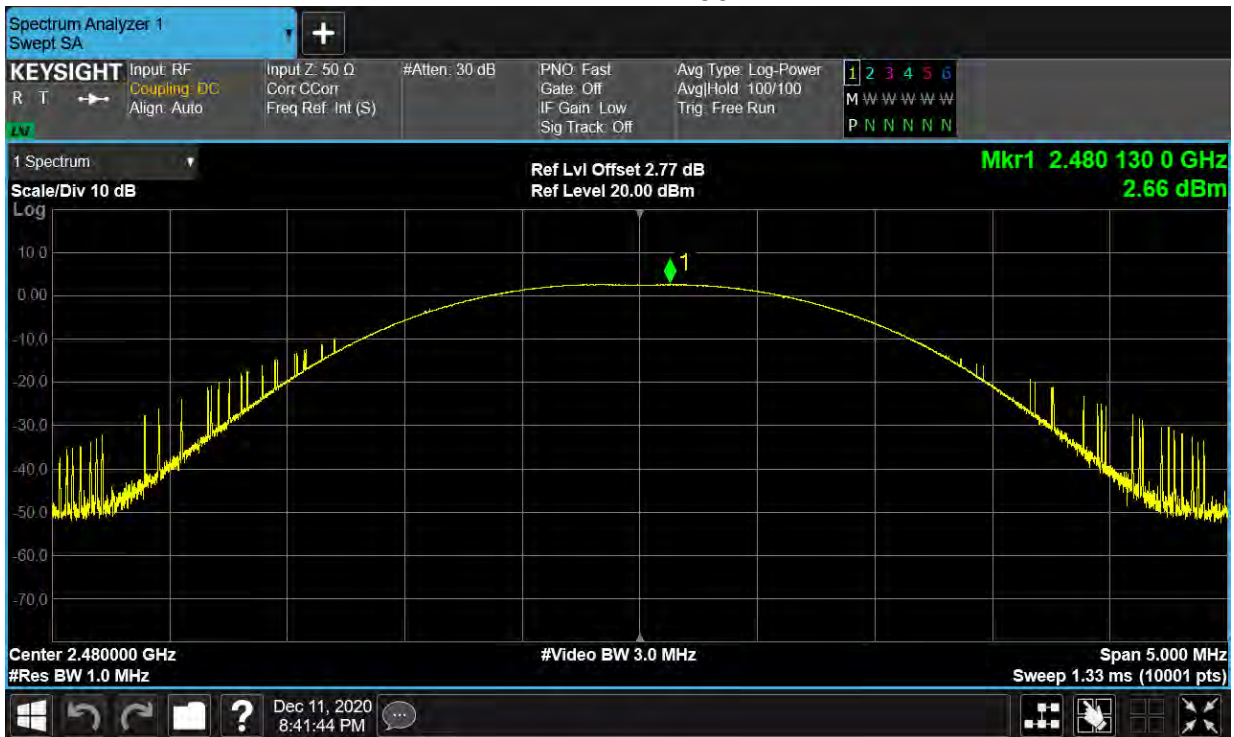 Spectrum Analyzer 1
Swept SA
+
KEYSIGHT Input: RF Input Z: 50 Ω #Atten: 30 dB PNO: Fast Avg Type: Log-Power 1 2 3 4 5 6
R T Coupling: DC Corr CCorr Gate: Off Avg|Hold: 100/100 M W W W W W
Align: Auto Freq Ref: Int (S) IF Gain: Low Trig: Free Run
LXI Sig Track: Off P N N N N N
1 Spectrum Ref Lvl Offset 2.77 dB Mkr1 2.480 130 0 GHz
Scale/Div 10 dB Ref Level 20.00 dBm 2.66 dBm
Log
10.0
1
0.00
-10.0
-20.0
-30.0
-40.0
-50.0
-60.0
-70.0
Center 2.480000 GHz #Video BW 3.0 MHz Span 5.000 MHz
#Res BW 1.0 MHz Sweep 1.33 ms (10001 pts)
? Dec 11, 2020
8:41:44 PM